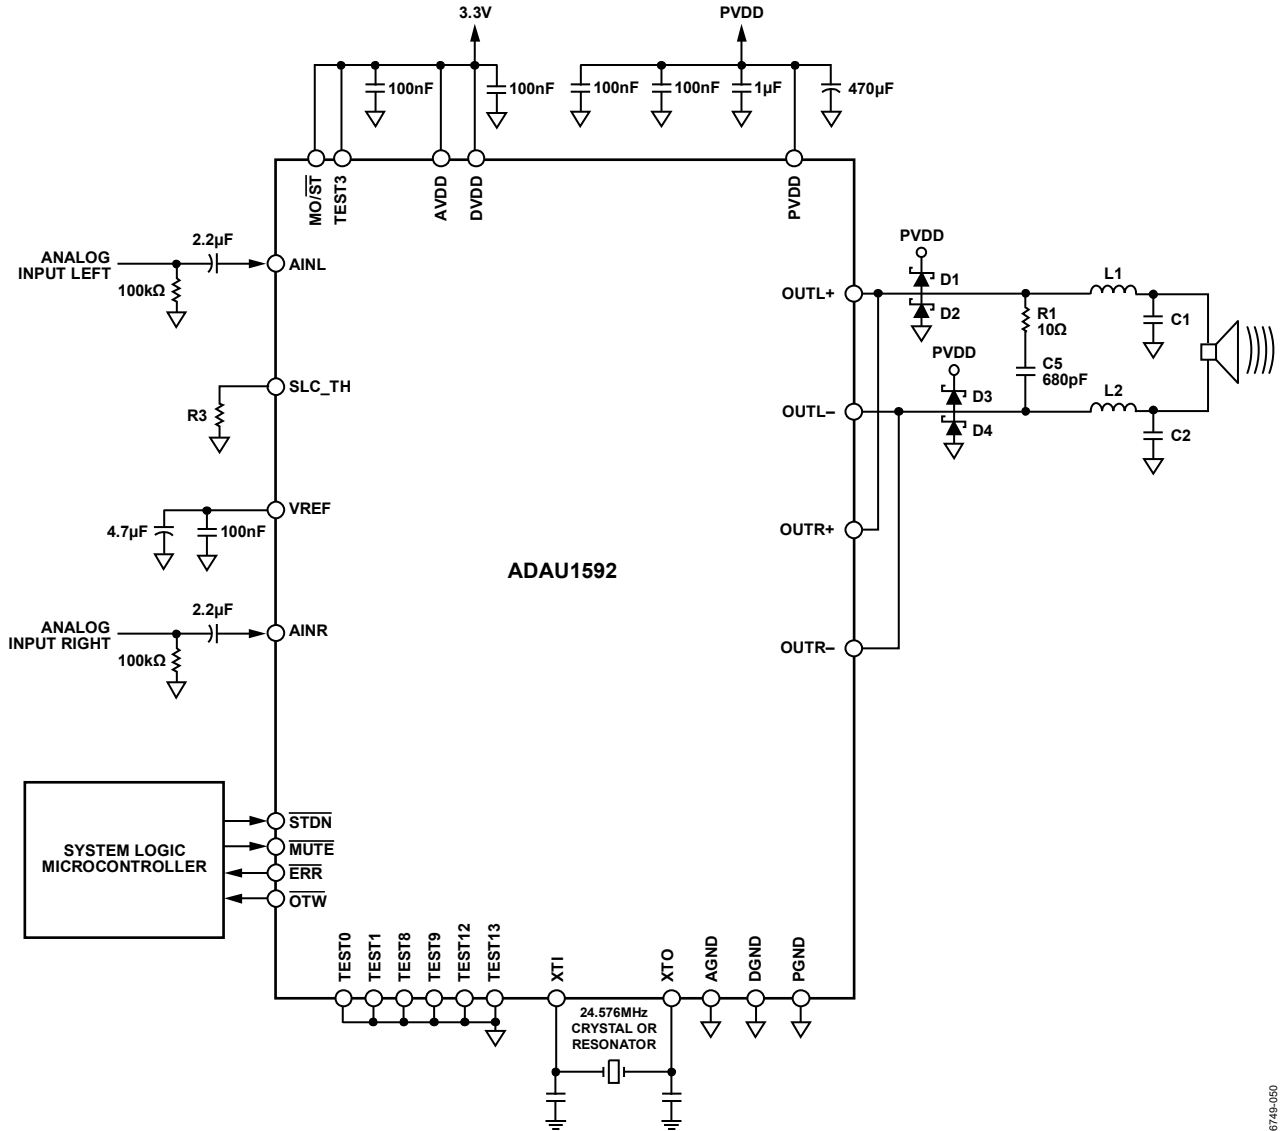 3.3V
PVDD
100nF
100nF
100nF
100nF
1µF
470µF
MO/ST
TEST3
AVDD
DVDD
PVDD
ANALOG
INPUT LEFT
2.2µF
100kΩ
AINL
SLC_TH
R3
VREF
4.7µF
100nF
ANALOG
INPUT RIGHT
2.2µF
100kΩ
AINR
ADAU1592
OUTL+
OUTL–
OUTR+
OUTR–
PVDD
D1
D2
PVDD
D3
D4
R1
10Ω
C5
680pF
L1
C1
L2
C2
SYSTEM LOGIC
MICROCONTROLLER
STDN
MUTE
ERR
OTW
TEST0
TEST1
TEST8
TEST9
TEST12
TEST13
XTI
XTO
AGND
DGND
PGND
24.576MHz
CRYSTAL OR
RESONATOR
6749-050